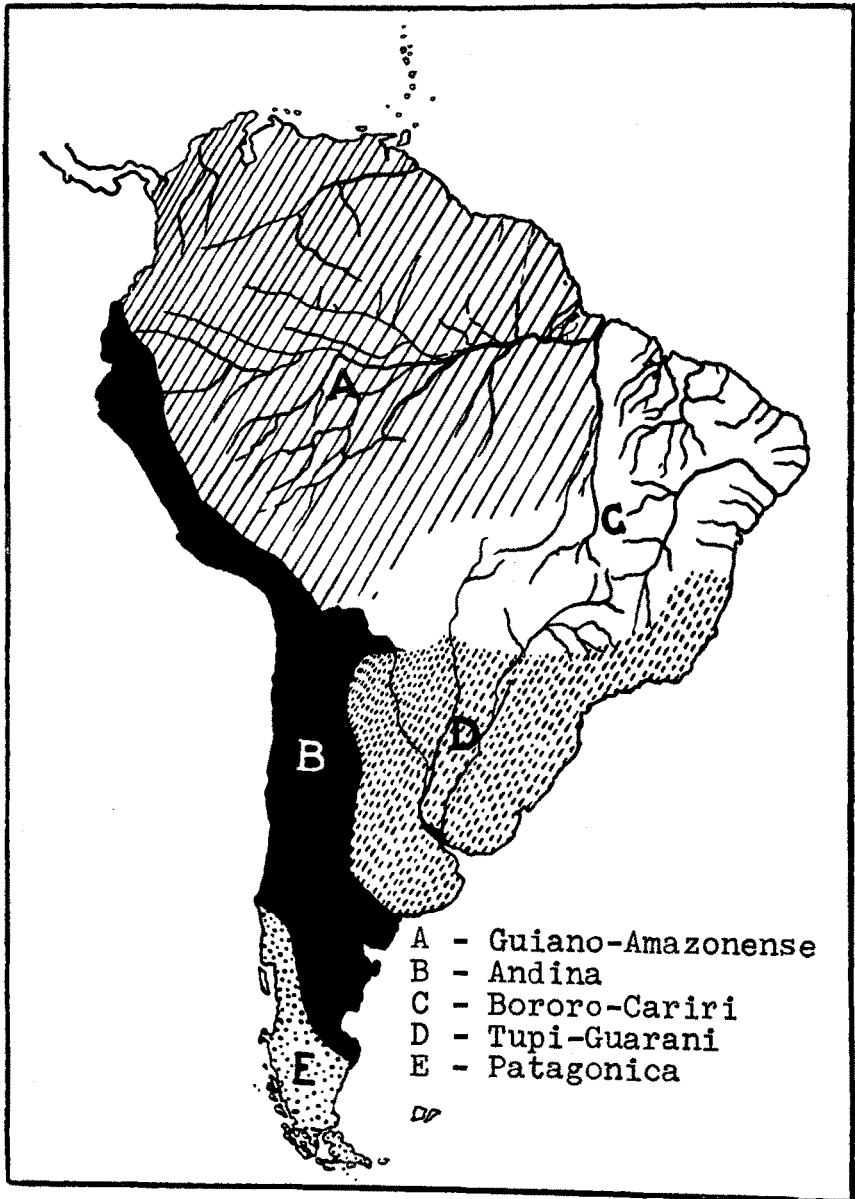 A
C
D
B
A - Guiano-Amazonense
B - Andina
C - Bororo-Cariri
D - Tupi-Guarani
E - Patagonica
E